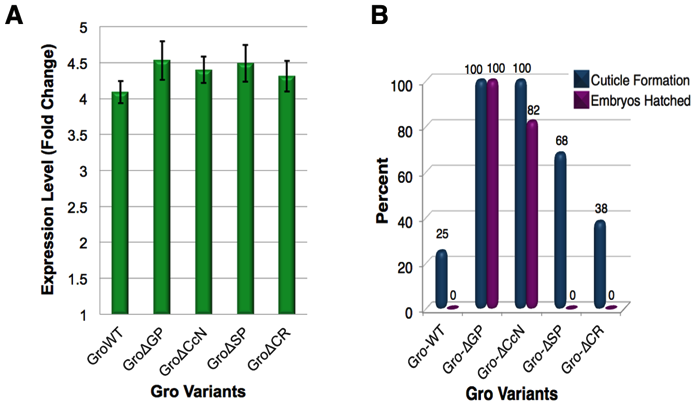 A
Expression Level (Fold Change)
5
4.5
4
3.5
3
2.5
2
1.5
1
GroWT
GroΔGP
GroΔCcN
GroΔSP
GroΔCR
Gro Variants
B
Cuticle Formation
Embryos Hatched
Percent
100
80
60
40
20
0
25
0
100
100
100
82
68
0
38
0
Gro-WT
Gro-ΔGP
Gro-ΔCcN
Gro-ΔSP
Gro-ΔCR
Gro Variants